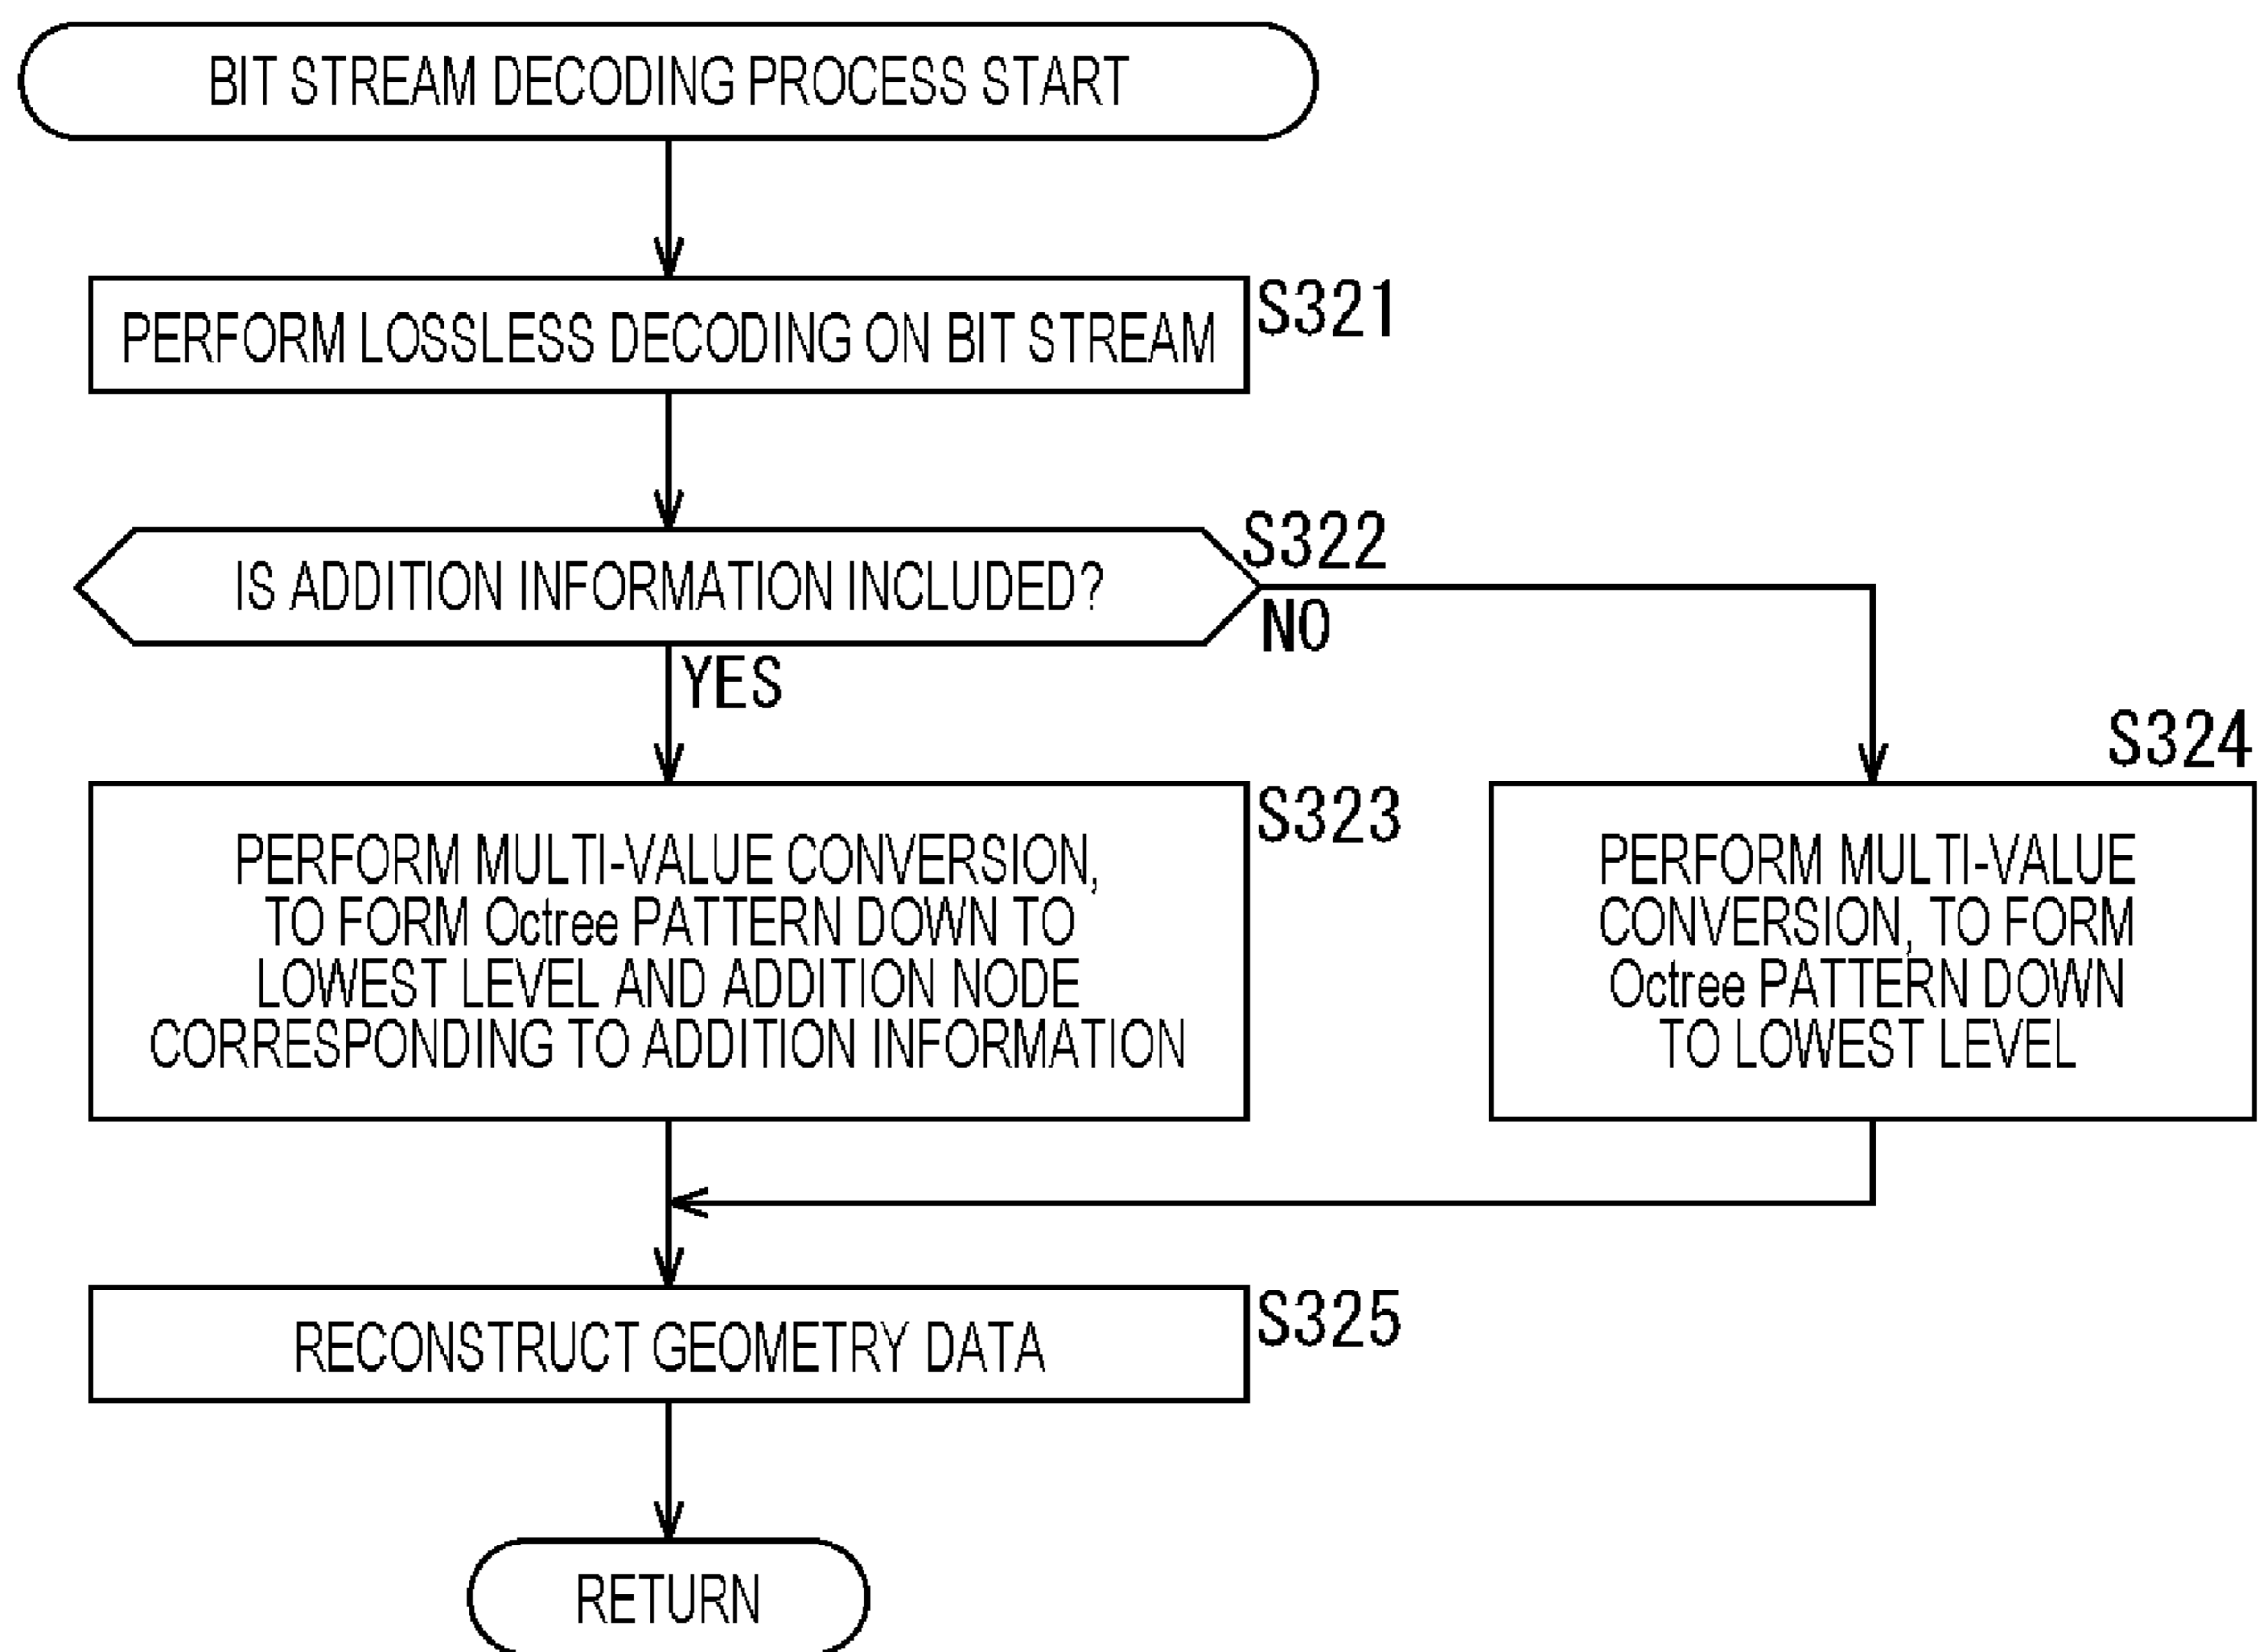 BIT STREAM DECODING PROCESS START
PERFORM LOSSLESS DECODING ON BIT STREAM
S321
IS ADDITION INFORMATION INCLUDED?
S322
NO
YES
PERFORM MULTI-VALUE CONVERSION,
TO FORM Octree PATTERN DOWN TO
LOWEST LEVEL AND ADDITION NODE
CORRESPONDING TO ADDITION INFORMATION
S323
S324
PERFORM MULTI-VALUE
CONVERSION, TO FORM
Octree PATTERN DOWN
TO LOWEST LEVEL
RECONSTRUCT GEOMETRY DATA
S325
RETURN